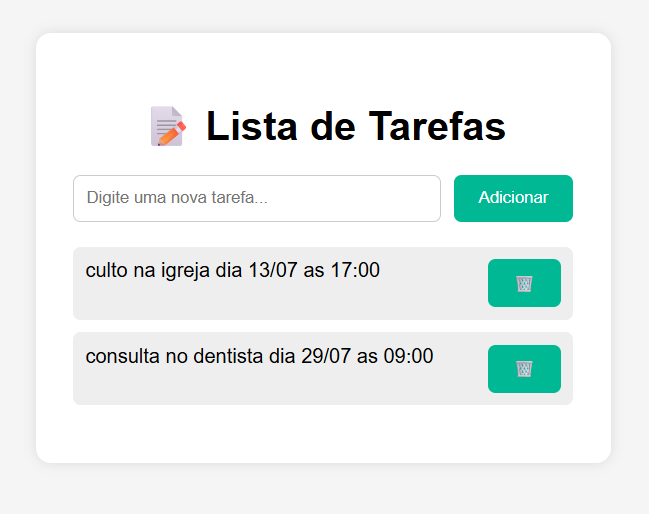 Lista de Tarefas
Digite uma nova tarefa...
Adicionar
culto na igreja dia 13/07 as 17:00
consulta no dentista dia 29/07 as 09:00